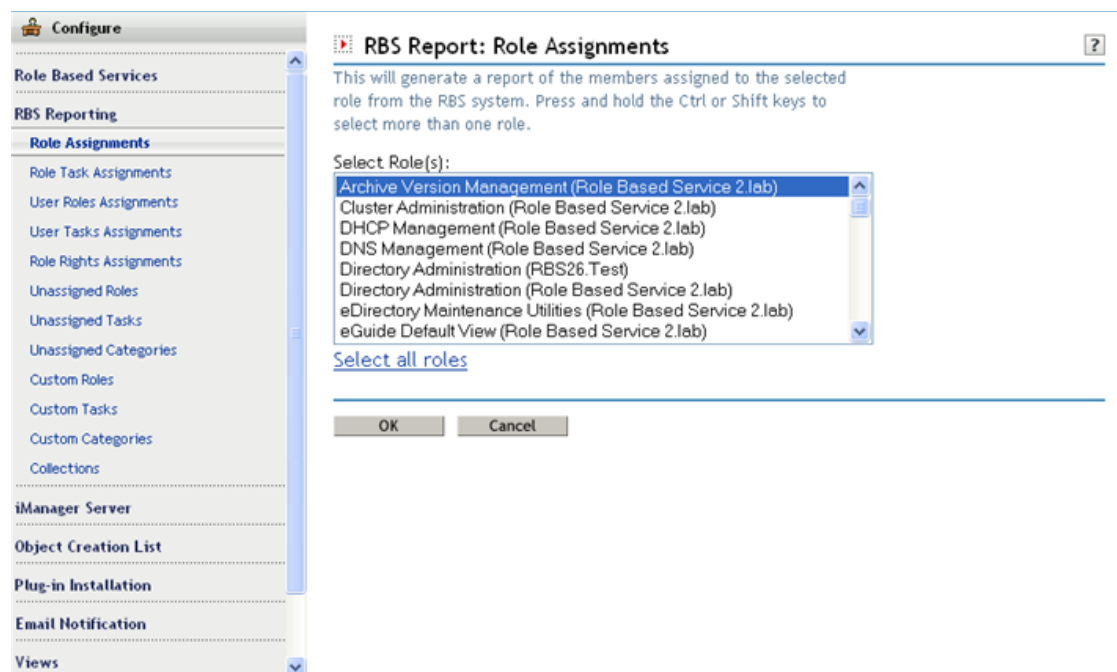 Configure
Role Based Services
RBS Reporting
Role Assignments
Role Task Assignments
User Roles Assignments
User Tasks Assignments
Role Rights Assignments
Unassigned Roles
Unassigned Tasks
Unassigned Categories
Custom Roles
Custom Tasks
Custom Categories
Collections
iManager Server
Object Creation List
Plug-in Installation
Email Notification
Views
RBS Report: Role Assignments
?
This will generate a report of the members assigned to the selected
role from the RBS system. Press and hold the Ctrl or Shift keys to
select more than one role.
Select Role(s):
Archive Version Management (Role Based Service 2.lab)
Cluster Administration (Role Based Service 2.lab)
DHCP Management (Role Based Service 2.lab)
DNS Management (Role Based Service 2.lab)
Directory Administration (RBS26.Test)
Directory Administration (Role Based Service 2.lab)
eDirectory Maintenance Utilities (Role Based Service 2.lab)
eGuide Default View (Role Based Service 2.lab)
Select all roles
OK Cancel